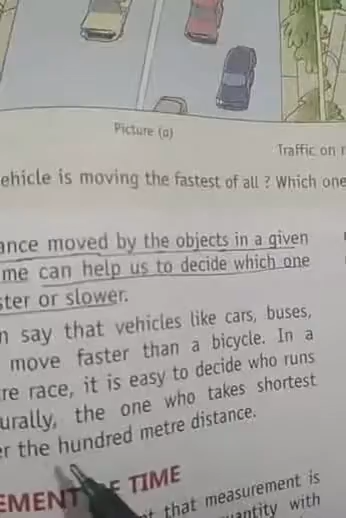 Picture (a)
Traffic on
ehicle is moving the fastest of all ? Which one
ance moved by the objects in a given
me can help us to decide which one
ster or slower.
n say that vehicles like cars, buses,
move faster than a bicycle. In a
re race, it is easy to decide who runs
urally, the one who takes shortest
er the hundred metre distance.
EMENT OF TIME
that measurement is
uantity with